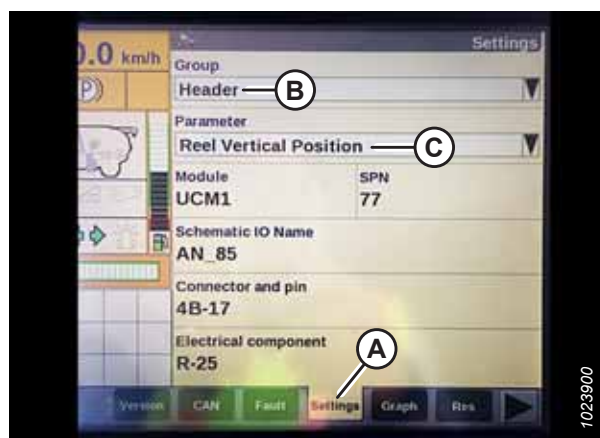 0.0 km/h
Settings
(P)
Group
Header
B
Parameter
Reel Vertical Position
C
Module
SPN
UCM1
77
Schematic IO Name
AN_85
Connector and pin
4B-17
Electrical component
R-25
A
Version
CAN
Fault
Settings
Graph
Res
1023900